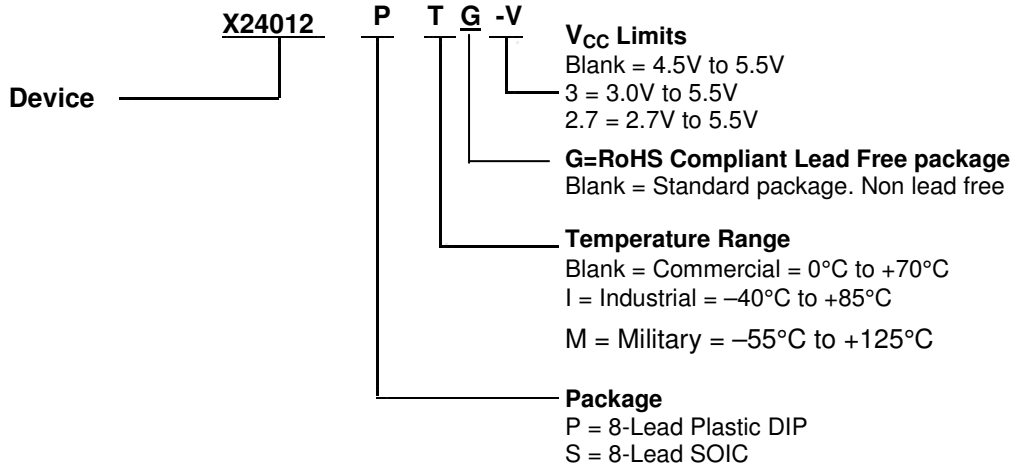 X24012 P T G -V
Device
VCC Limits
Blank = 4.5V to 5.5V
3 = 3.0V to 5.5V
2.7 = 2.7V to 5.5V
G=RoHS Compliant Lead Free package
Blank = Standard package. Non lead free
Temperature Range
Blank = Commercial = 0°C to +70°C
I = Industrial = –40°C to +85°C
M = Military = –55°C to +125°C
Package
P = 8-Lead Plastic DIP
S = 8-Lead SOIC